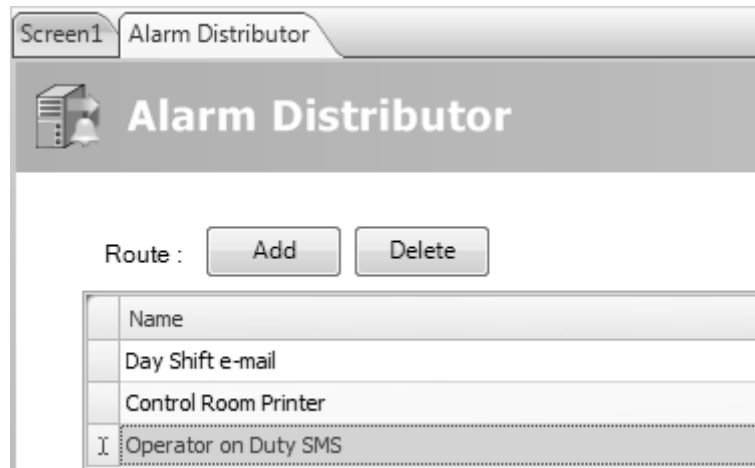 Screen1 Alarm Distributor
Alarm Distributor
Route : Add Delete
Name
Day Shift e-mail
Control Room Printer
Operator on Duty SMS